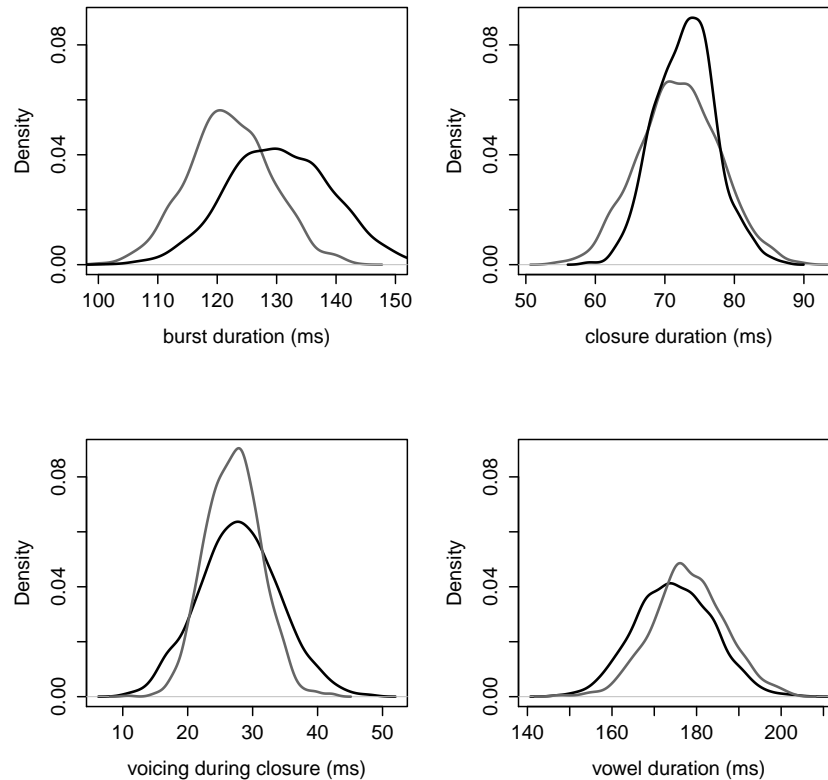 Density
0.00 0.04 0.08
100 110 120 130 140 150
burst duration (ms)
Density
0.00 0.04 0.08
50 60 70 80 90
closure duration (ms)
Density
0.00 0.04 0.08
10 20 30 40 50
voicing during closure (ms)
Density
0.00 0.04 0.08
140 160 180 200
vowel duration (ms)